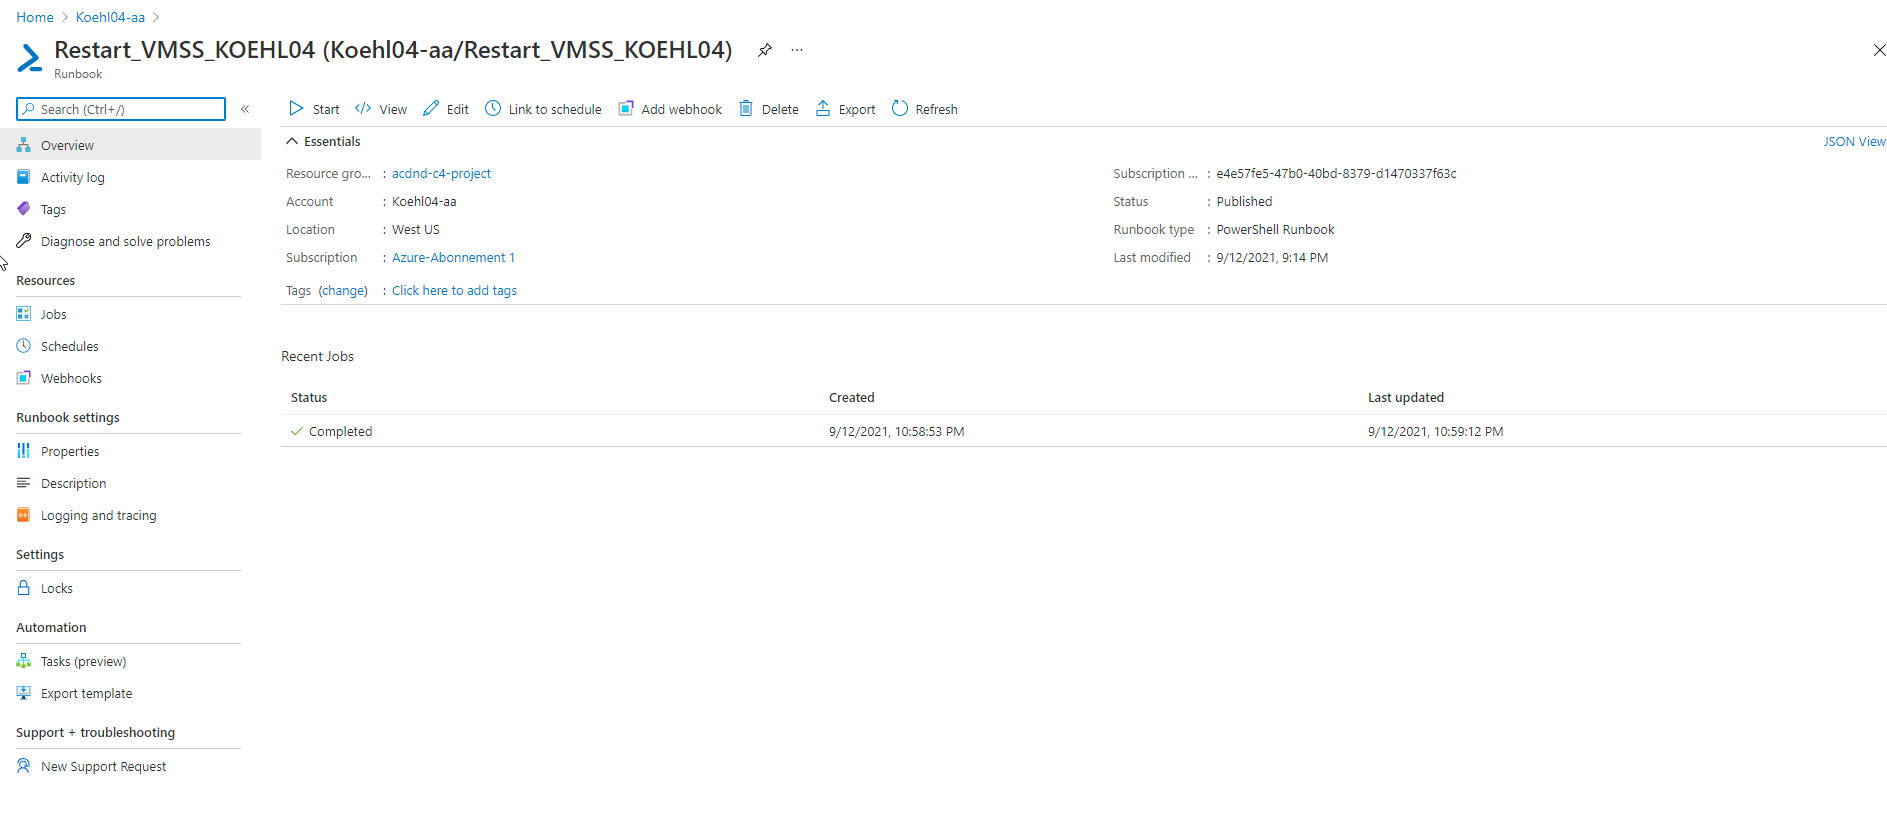 Home > Koehl04-aa >
Restart_VMSS_KOEHL04 (Koehl04-aa/Restart_VMSS_KOEHL04) ...
Runbook
Search (Ctrl+/) «
Start View Edit Link to schedule Add webhook Delete Export Refresh
Overview
Activity log
Tags
Diagnose and solve problems
Resources
Jobs
Schedules
Webhooks
Runbook settings
Properties
Description
Logging and tracing
Settings
Locks
Automation
Tasks (preview)
Export template
Support + troubleshooting
New Support Request
Essentials JSON View
Resource gro... : acdnd-c4-project
Account : Koehl04-aa
Location : West US
Subscription : Azure-Abonnement 1
Subscription ... : e4e57fe5-47b0-40bd-8379-d1470337f63c
Status : Published
Runbook type : PowerShell Runbook
Last modified : 9/12/2021, 9:14 PM
Tags (change) : Click here to add tags
Recent Jobs
Status Created Last updated
Completed 9/12/2021, 10:58:53 PM 9/12/2021, 10:59:12 PM